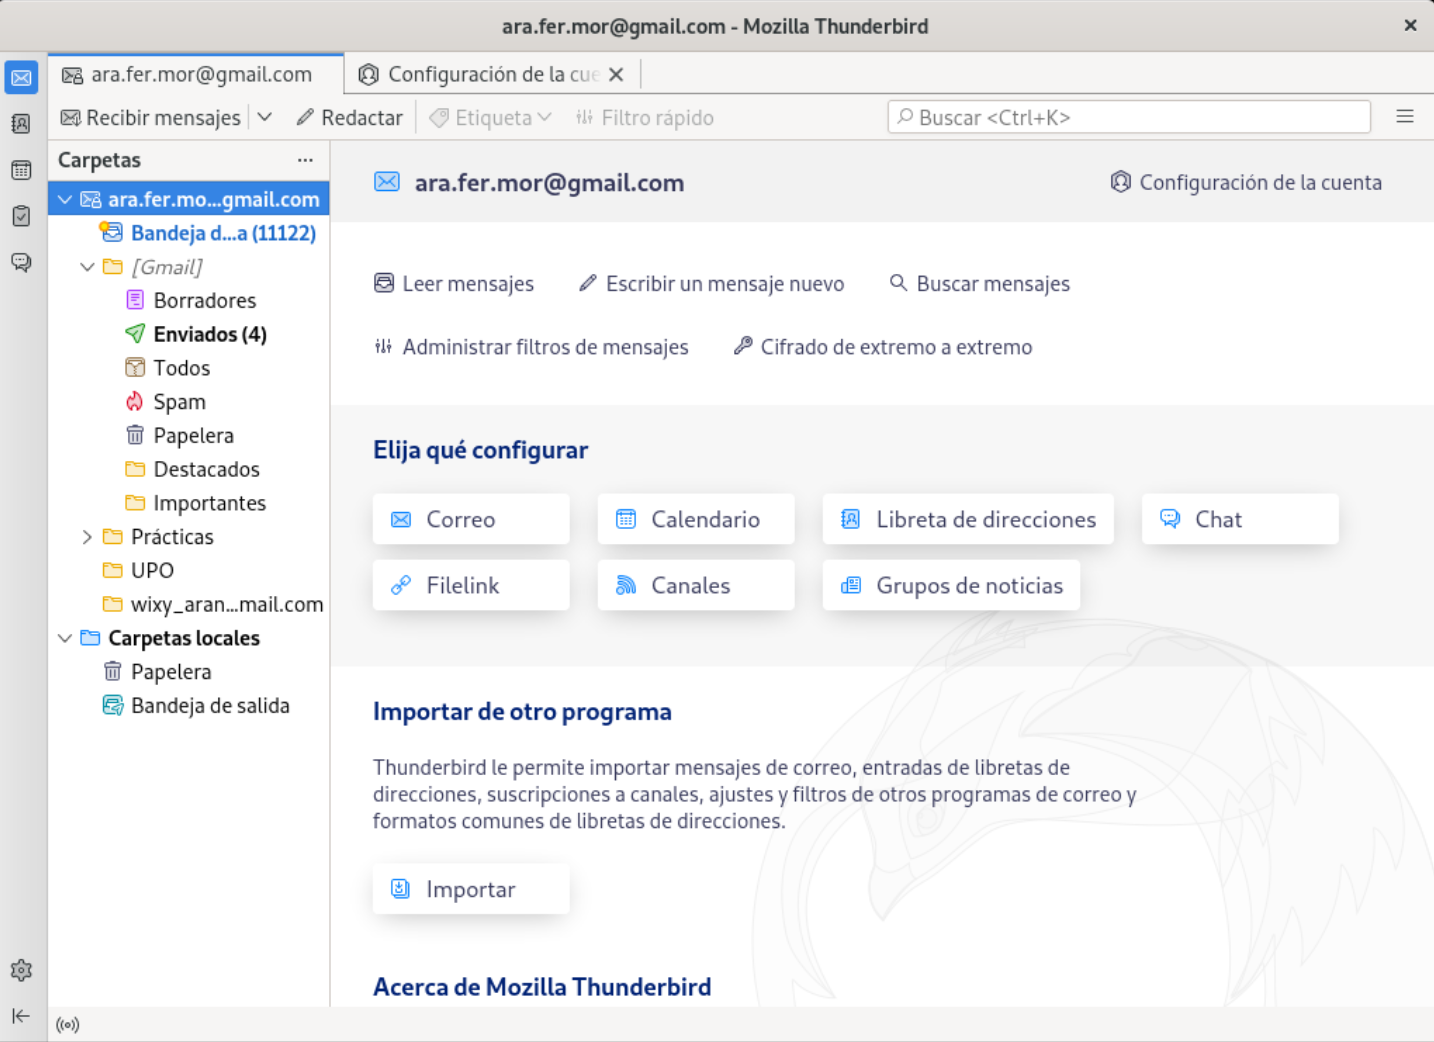 ara.fer.mor@gmail.com - Mozilla Thunderbird
ara.fer.mor@gmail.com
Configuración de la cue
Recibir mensajes
Redactar
Etiqueta
Filtro rápido
Buscar <Ctrl+K>
Carpetas
ara.fer.mo...gmail.com
Bandeja d...a (11122)
[Gmail]
Borradores
Enviados (4)
Todos
Spam
Papelera
Destacados
Importantes
Prácticas
UPO
wixy_aran...mail.com
Carpetas locales
Papelera
Bandeja de salida
ara.fer.mor@gmail.com
Configuración de la cuenta
Leer mensajes
Escribir un mensaje nuevo
Buscar mensajes
Administrar filtros de mensajes
Cifrado de extremo a extremo
Elija qué configurar
Correo
Calendario
Libreta de direcciones
Chat
Filelink
Canales
Grupos de noticias
Importar de otro programa
Thunderbird le permite importar mensajes de correo, entradas de libretas de
direcciones, suscripciones a canales, ajustes y filtros de otros programas de correo y
formatos comunes de libretas de direcciones.
Importar
Acerca de Mozilla Thunderbird